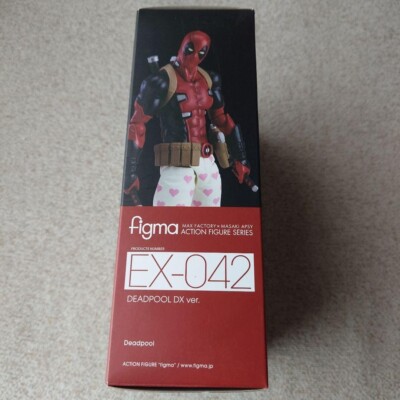 figma
MAX FACTORY × MASAKI APSY
ACTION FIGURE SERIES
PRODUCTS NUMBER
EX-042
DEADPOOL DX ver.
Deadpool
ACTION FIGURE "figma" / www.figma.jp